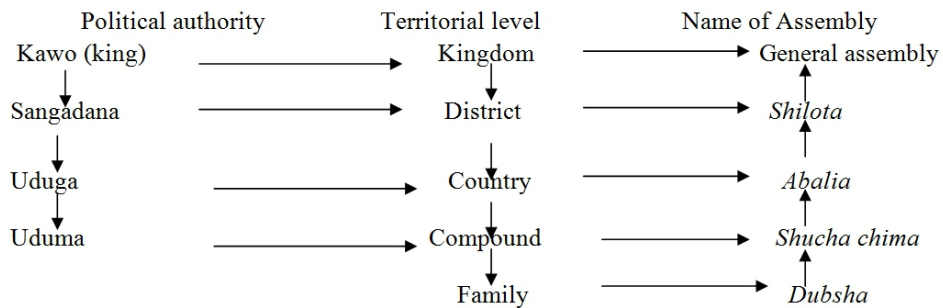 Political authority Territorial level Name of Assembly
Kawo (king) Kingdom General assembly
Sangadana District Shilota
Uduga Country Abalia
Uduma Compound Shucha chima
Family Dubsha